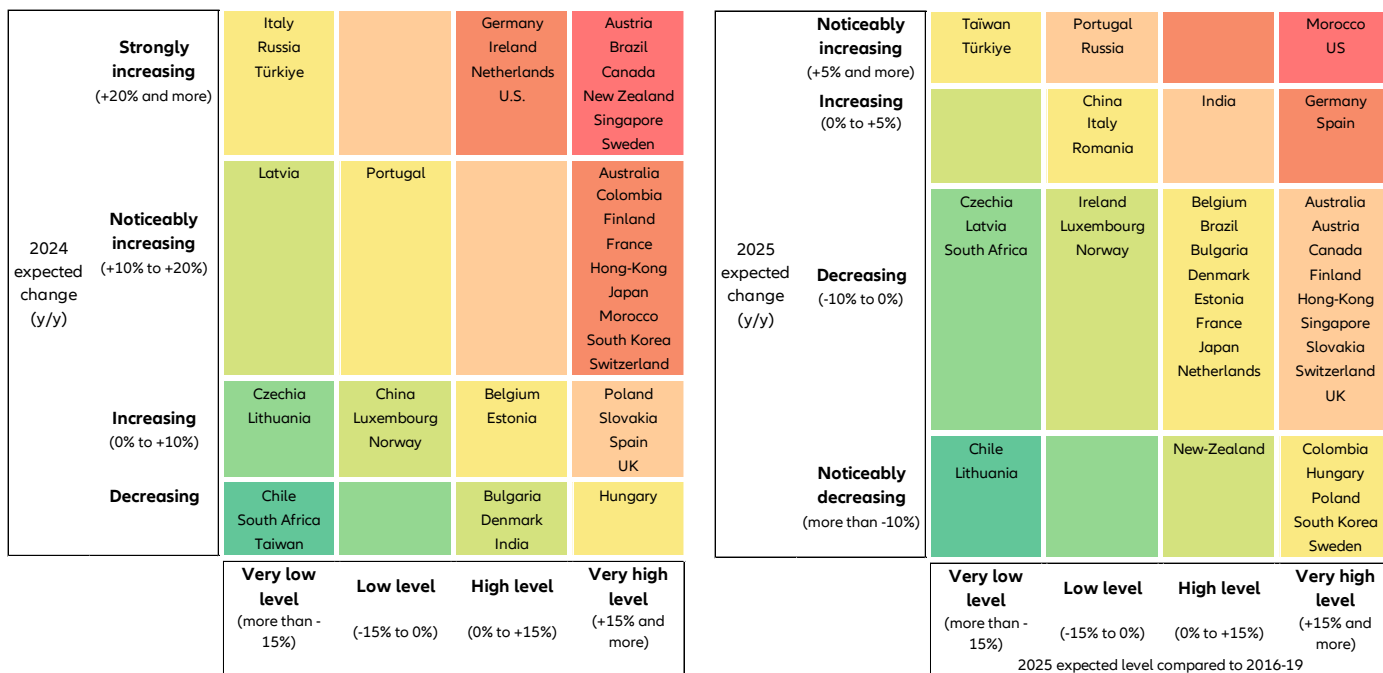 2024
expected
change
(y/y)
Strongly
increasing
(+20% and more)
Italy
Russia
Türkiye
Germany
Ireland
Netherlands
U.S.
Austria
Brazil
Canada
New Zealand
Singapore
Sweden
Noticeably
increasing
(+10% to +20%)
Latvia
Portugal
Australia
Colombia
Finland
France
Hong-Kong
Japan
Morocco
South Korea
Switzerland
Increasing
(0% to +10%)
Czechia
Lithuania
China
Luxembourg
Norway
Belgium
Estonia
Poland
Slovakia
Spain
UK
Decreasing
Chile
South Africa
Taiwan
Bulgaria
Denmark
India
Hungary
Very low
level
(more than -
15%)
Low level
(-15% to 0%)
High level
(0% to +15%)
Very high
level
(+15% and
more)
2025
expected
change
(y/y)
Noticeably
increasing
(+5% and more)
Taïwan
Türkiye
Portugal
Russia
Morocco
US
Increasing
(0% to +5%)
China
Italy
Romania
India
Germany
Spain
Decreasing
(-10% to 0%)
Czechia
Latvia
South Africa
Ireland
Luxembourg
Norway
Belgium
Brazil
Bulgaria
Denmark
Estonia
France
Japan
Netherlands
Australia
Austria
Canada
Finland
Hong-Kong
Singapore
Slovakia
Switzerland
UK
Noticeably
decreasing
(more than -10%)
Chile
Lithuania
New-Zealand
Colombia
Hungary
Poland
South Korea
Sweden
Very low
level
(more than -
15%)
Low level
(-15% to 0%)
High level
(0% to +15%)
Very high
level
(+15% and
more)
2025 expected level compared to 2016-19